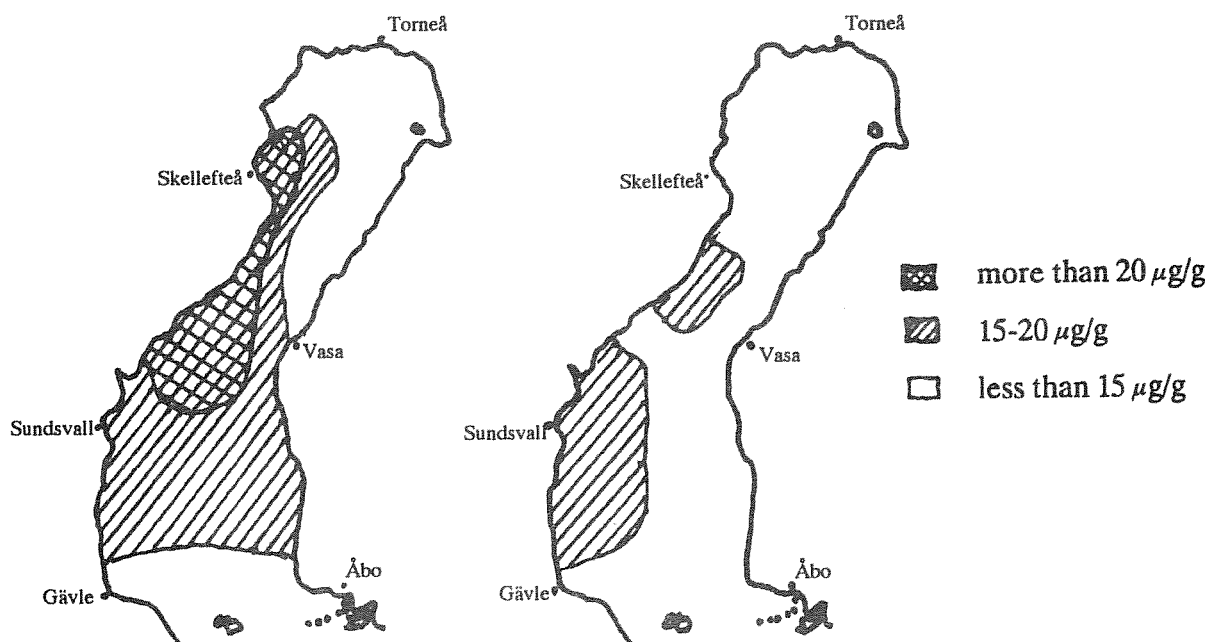 Torneå
Skellefteå
Vasa
Sundsvall
Gävle
Åbo
Torneå
Skellefteå
Vasa
Sundsvall
Gävle
Åbo
more than 20 µg/g
15-20 µg/g
less than 15 µg/g